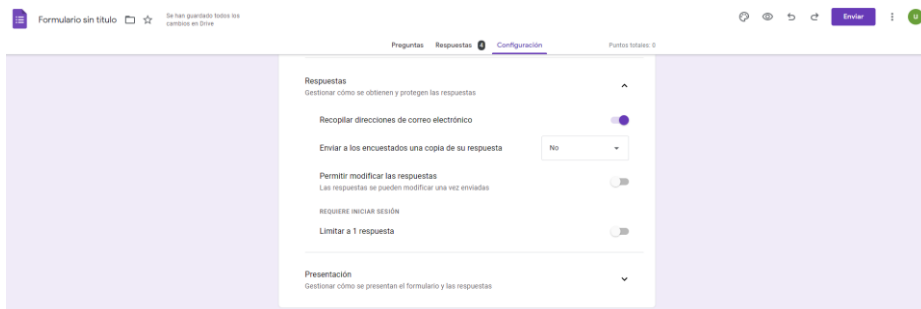 Formulario sin título
Se han guardado todos los
cambios en Drive
Enviar
U
Preguntas Respuestas 4 Configuración Puntos totales: 0
Respuestas
Gestionar cómo se obtienen y protegen las respuestas
Recopilar direcciones de correo electrónico
Enviar a los encuestados una copia de su respuesta No
Permitir modificar las respuestas
Las respuestas se pueden modificar una vez enviadas
REQUIERE INICIAR SESIÓN
Limitar a 1 respuesta
Presentación
Gestionar cómo se presentan el formulario y las respuestas